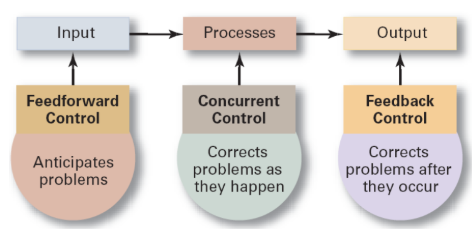 Input
Processes
Output
Feedforward
Control
Concurrent
Control
Feedback
Control
Anticipates
problems
Corrects
problems as
they happen
Corrects
problems after
they occur